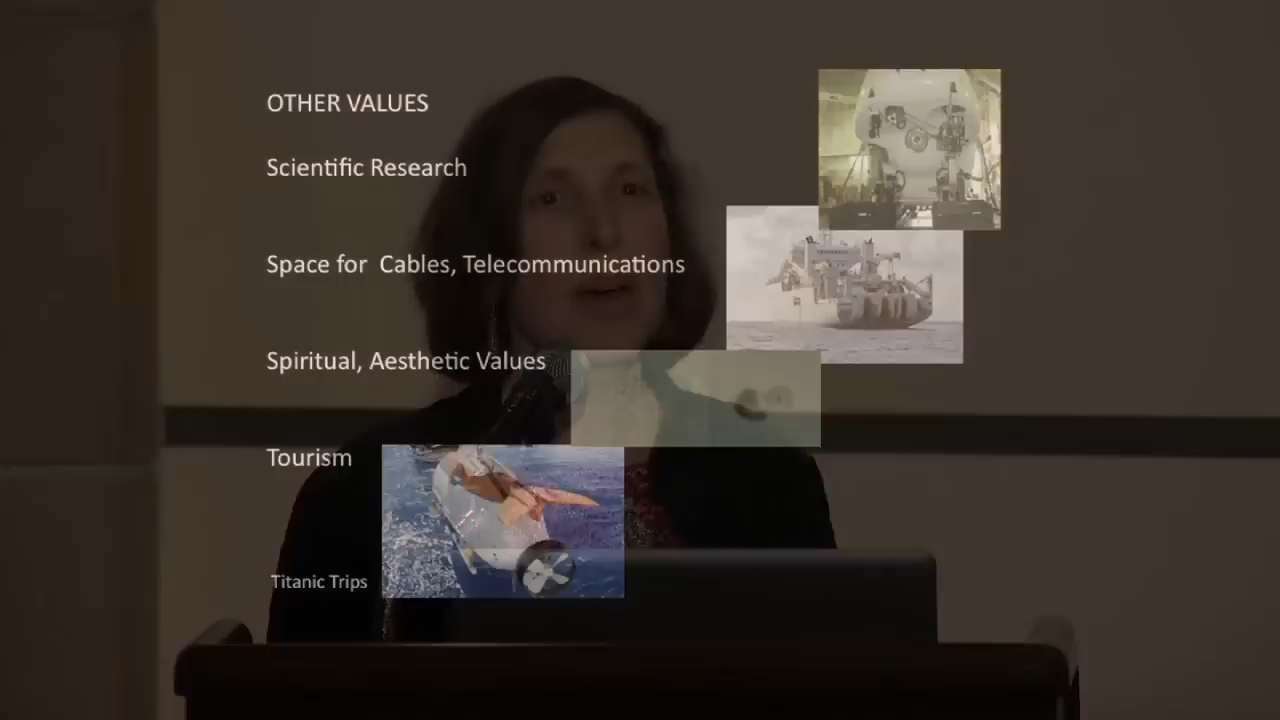 OTHER VALUES
Scientific Research
Space for Cables, Telecommunications
Spiritual, Aesthetic Values
Tourism
Titanic Trips